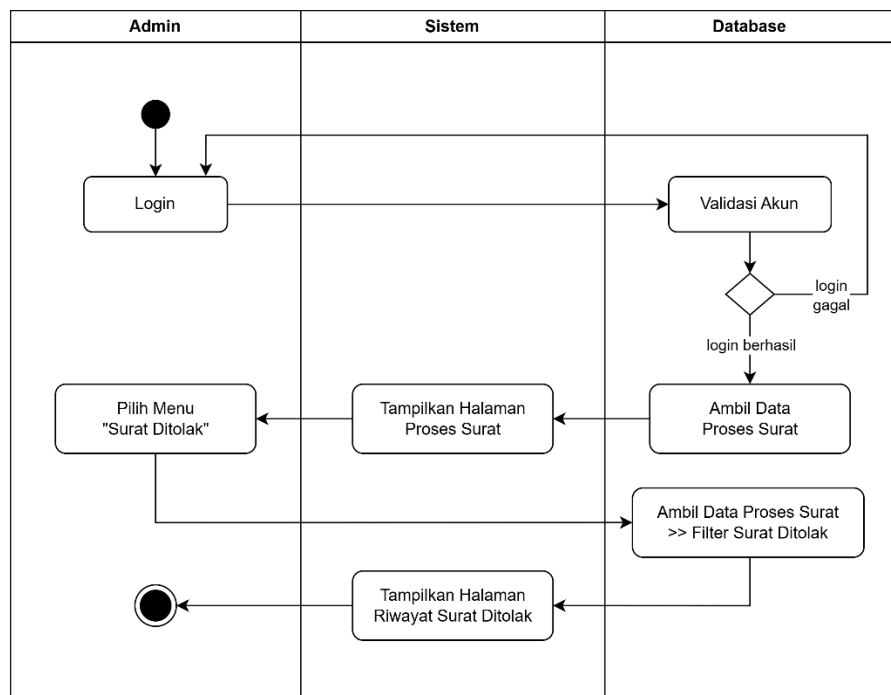 Admin
Sistem
Database
Login
Validasi Akun
login
gagal
login berhasil
Pilih Menu
"Surat Ditolak"
Tampilkan Halaman
Proses Surat
Ambil Data
Proses Surat
Ambil Data Proses Surat
>> Filter Surat Ditolak
Tampilkan Halaman
Riwayat Surat Ditolak